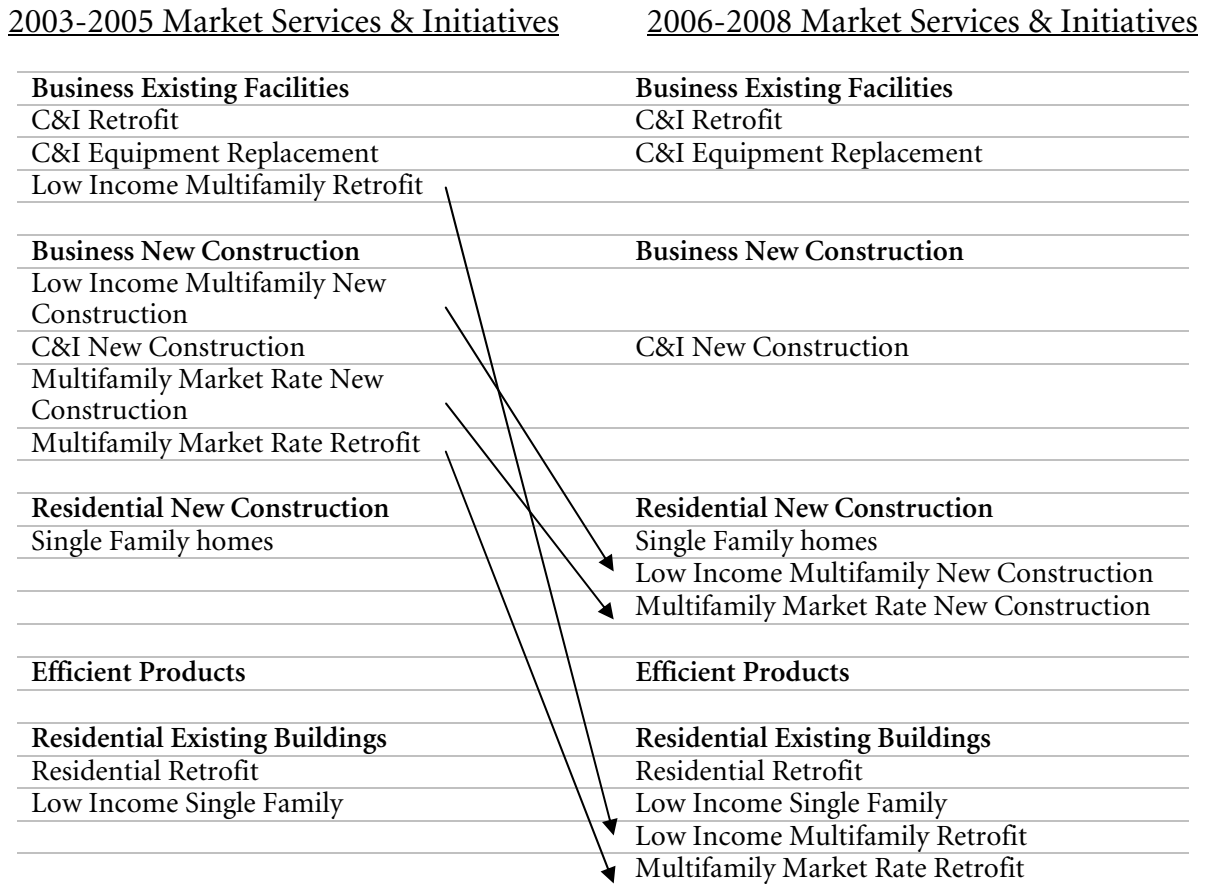 2003-2005 Market Services & Initiatives 2006-2008 Market Services & Initiatives
Business Existing Facilities Business Existing Facilities
C&I Retrofit C&I Retrofit
C&I Equipment Replacement C&I Equipment Replacement
Low Income Multifamily Retrofit
Business New Construction Business New Construction
Low Income Multifamily New
Construction
C&I New Construction C&I New Construction
Multifamily Market Rate New
Construction
Multifamily Market Rate Retrofit
Residential New Construction Residential New Construction
Single Family homes Single Family homes
Low Income Multifamily New Construction
Multifamily Market Rate New Construction
Efficient Products Efficient Products
Residential Existing Buildings Residential Existing Buildings
Residential Retrofit Residential Retrofit
Low Income Single Family Low Income Single Family
Low Income Multifamily Retrofit
Multifamily Market Rate Retrofit